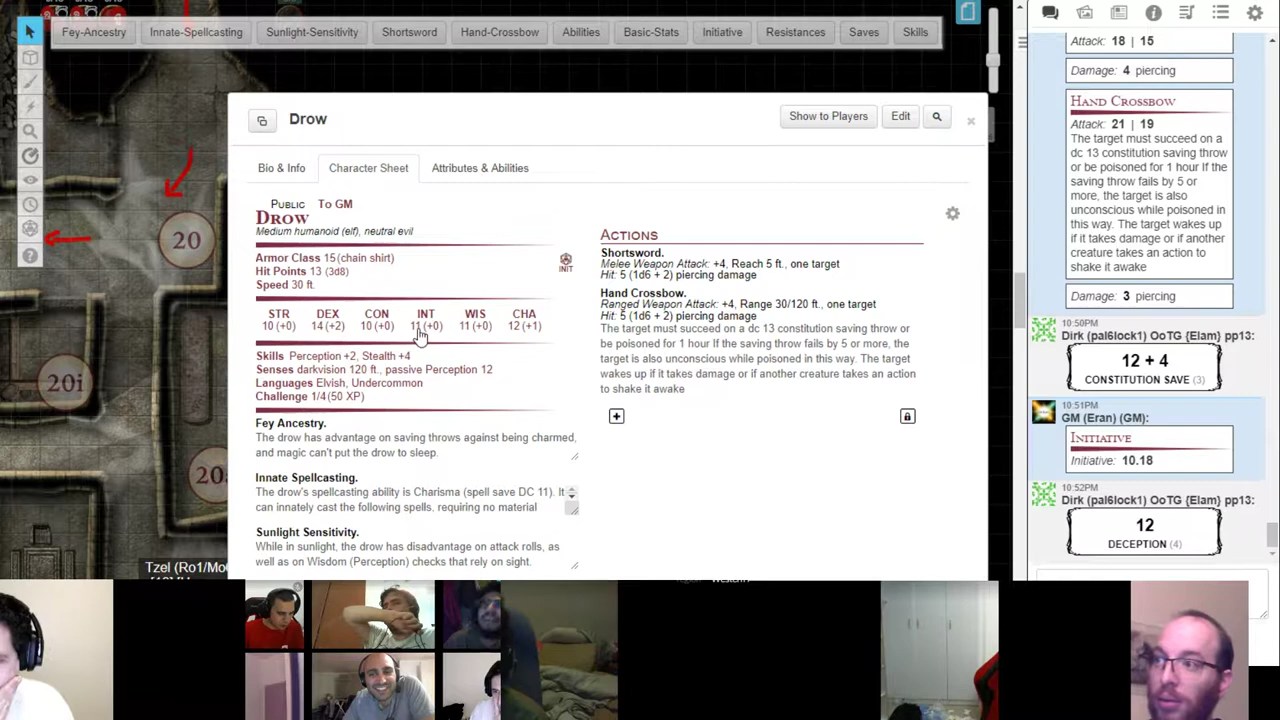 Fey-Ancestry Innate-Spellcasting Sunlight-Sensitivity Shortsword Hand-Crossbow Abilities Basic-Stats Initiative Resistances Saves Skills
Drow
Show to Players Edit
Bio & Info Character Sheet Attributes & Abilities
PUBLIC To GM
DROW
Medium humanoid (elf), neutral evil
Armor Class 15 (chain shirt)
Hit Points 13 (3d8)
Speed 30 ft.
INIT
STR DEX CON INT WIS CHA
10 (+0) 14 (+2) 10 (+0) 11 (+0) 11 (+0) 12 (+1)
Skills Perception +2, Stealth +4
Senses darkvision 120 ft., passive Perception 12
Languages Elvish, Undercommon
Challenge 1/4 (50 XP)
Fey Ancestry.
The drow has advantage on saving throws against being charmed,
and magic can't put the drow to sleep.
Innate Spellcasting.
The drow's spellcasting ability is Charisma (spell save DC 11). It
can innately cast the following spells, requiring no material
Sunlight Sensitivity.
While in sunlight, the drow has disadvantage on attack rolls, as
well as on Wisdom (Perception) checks that rely on sight.
ACTIONS
Shortsword.
Melee Weapon Attack: +4, Reach 5 ft., one target
Hit: 5 (1d6 + 2) piercing damage
Hand Crossbow.
Ranged Weapon Attack: +4, Range 30/120 ft., one target
Hit: 5 (1d6 + 2) piercing damage
The target must succeed on a dc 13 constitution saving throw or
be poisoned for 1 hour If the saving throw fails by 5 or more, the
target is also unconscious while poisoned in this way. The target
wakes up if it takes damage or if another creature takes an action
to shake it awake
20
20i
20
Tzel (Ro1/Mo
Attack: 18 | 15
Damage: 4 piercing
HAND CROSSBOW
Attack: 21 | 19
The target must succeed on a
dc 13 constitution saving throw
or be poisoned for 1 hour If the
saving throw fails by 5 or
more, the target is also
unconscious while poisoned in
this way. The target wakes up
if it takes damage or if another
creature takes an action to
shake it awake
Damage: 3 piercing
10:50PM
Dirk (pal6lock1) OoTG {Elam} pp13:
12 + 4
CONSTITUTION SAVE (3)
10:51PM
GM (Eran) (GM):
INITIATIVE
Initiative: 10.18
10:52PM
Dirk (pal6lock1) OoTG {Elam} pp13:
12
DECEPTION (4)